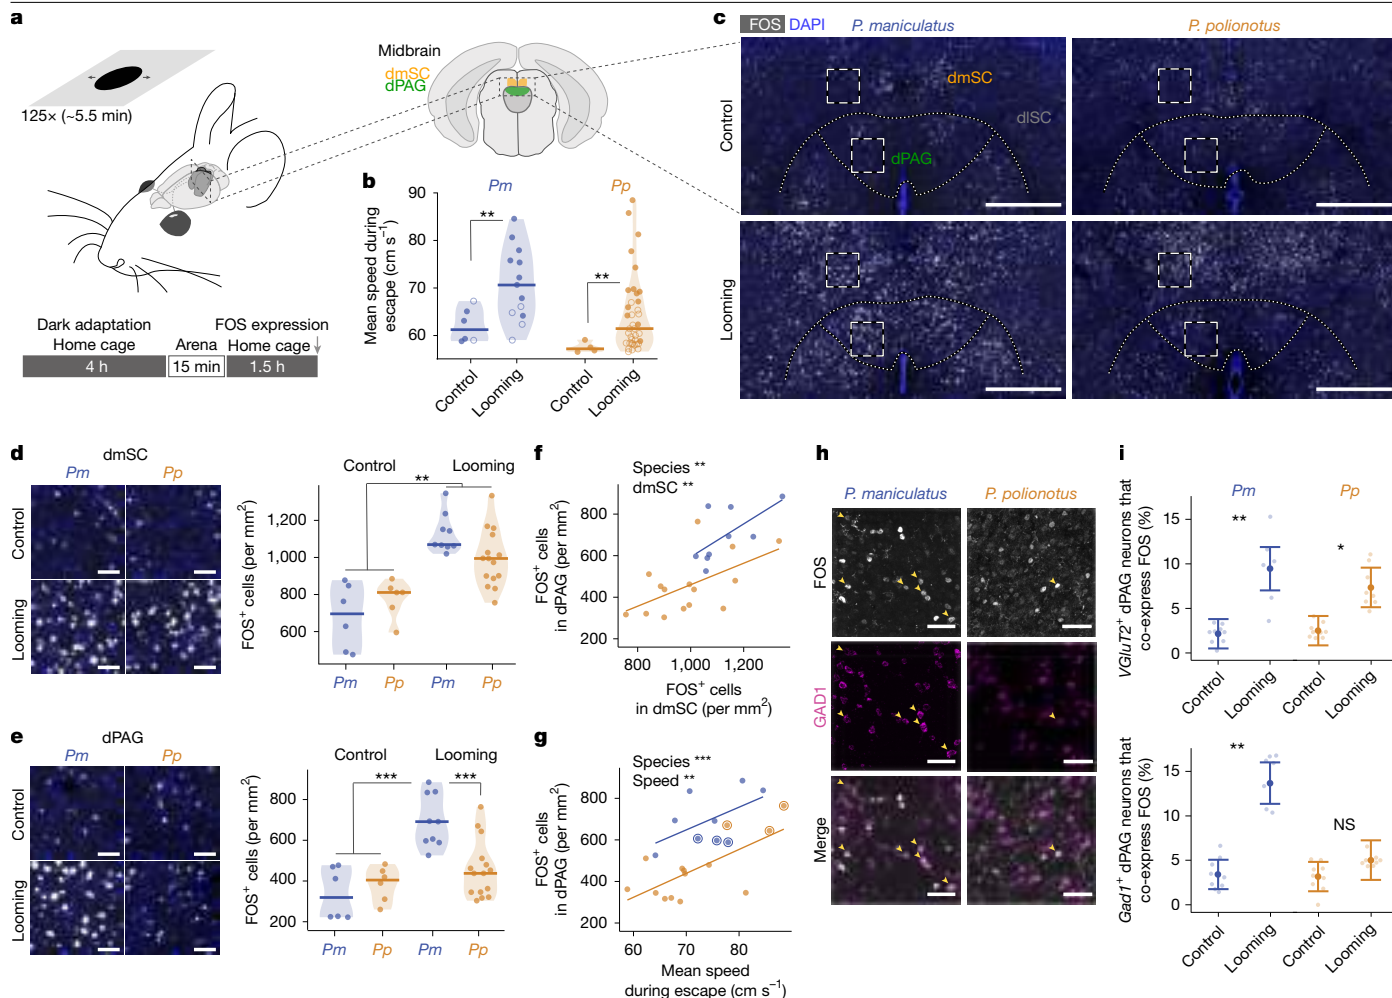 a
125× (~5.5 min)
Midbrain
dmSC
dPAG
Dark adaptation
Home cage
Arena
FOS expression
Home cage
4 h
15 min
1.5 h
b
Pm
Pp
Mean speed during
escape (cm s⁻¹)
90
80
70
60
**
**
Control
Looming
Control
Looming
c
FOS DAPI
P. maniculatus
P. polionotus
Control
Looming
dmSC
dlSC
dPAG
d
dmSC
Pm
Pp
Control
Looming
FOS⁺ cells (per mm²)
1,200
1,000
800
600
Control
Looming
**
Pm
Pp
Pm
Pp
e
dPAG
Pm
Pp
Control
Looming
FOS⁺ cells (per mm²)
800
600
400
200
Control
Looming
***
***
Pm
Pp
Pm
Pp
f
Species **
dmSC **
FOS⁺ cells
in dPAG (per mm²)
800
600
400
200
800
1,000
1,200
FOS⁺ cells
in dmSC (per mm²)
g
Species ***
Speed **
FOS⁺ cells
in dPAG (per mm²)
800
600
400
200
60
70
80
Mean speed
during escape (cm s⁻¹)
h
P. maniculatus
P. polionotus
FOS
GAD1
Merge
i
Pm
Pp
VGluT2⁺ dPAG neurons that
co-express FOS (%)
15
10
5
0
**
*
Control
Looming
Control
Looming
Gad1⁺ dPAG neurons that
co-express FOS (%)
15
10
5
0
**
NS
Control
Looming
Control
Looming